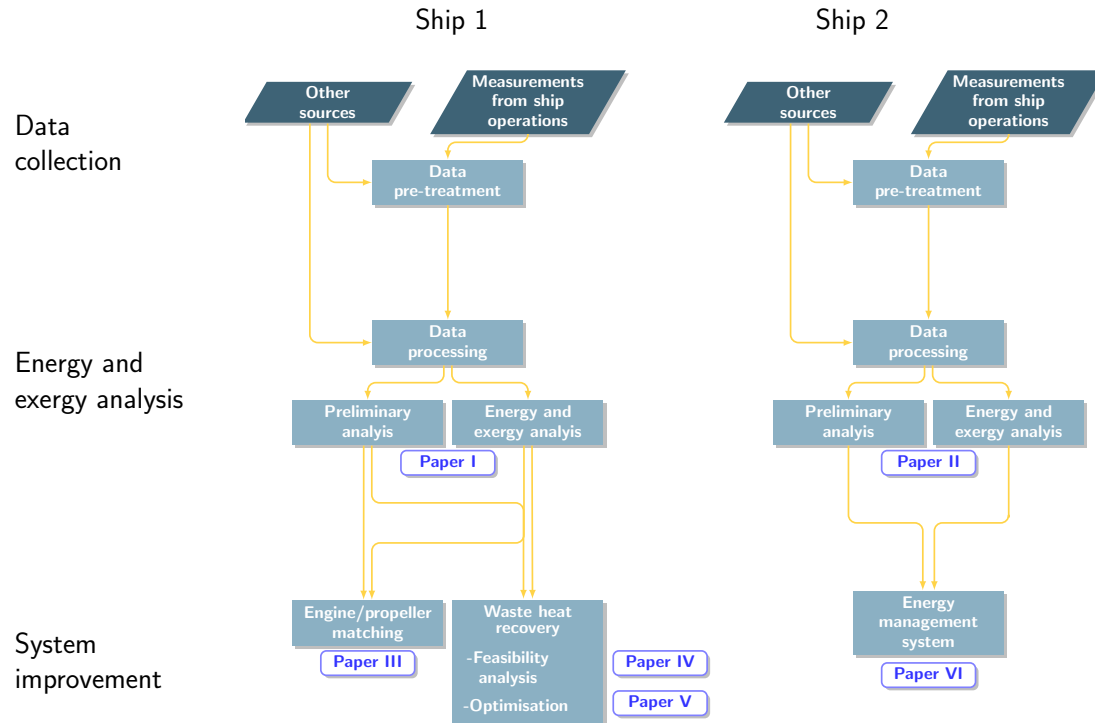 Ship 1
Ship 2
Data
collection
Other
sources
Measurements
from ship
operations
Data
pre-treatment
Other
sources
Measurements
from ship
operations
Data
pre-treatment
Energy and
exergy analysis
Data
processing
Preliminary
analyis
Energy and
exergy analyis
Paper I
Data
processing
Preliminary
analyis
Energy and
exergy analyis
Paper II
System
improvement
Engine/propeller
matching
Paper III
Waste heat
recovery
-Feasibility
analysis
-Optimisation
Paper IV
Paper V
Energy
management
system
Paper VI